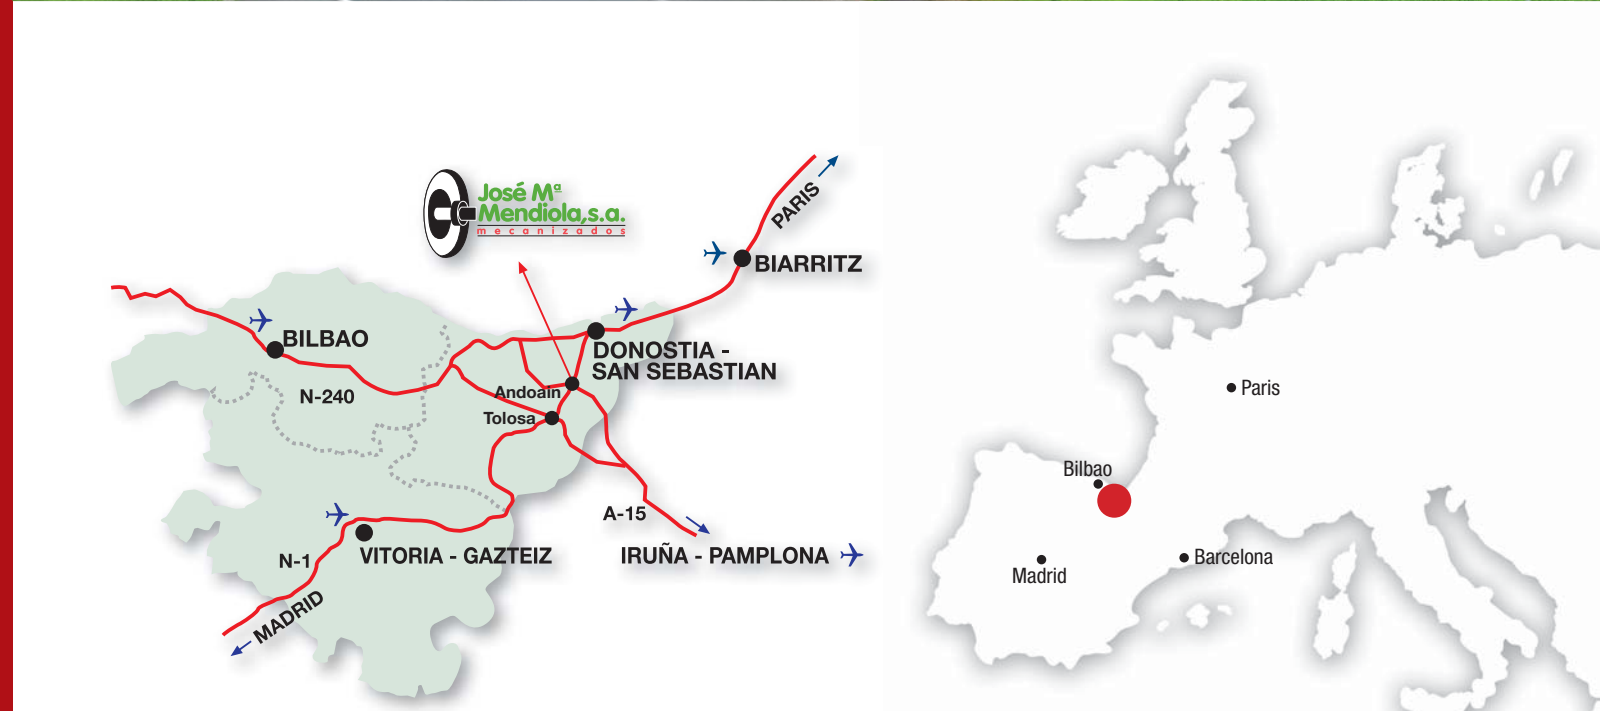 José Mª
Mendiola,s.a.
mecanizados
PARIS
BIARRITZ
BILBAO
DONOSTIA -
SAN SEBASTIAN
N-240
Andoain
Tolosa
A-15
N-1
VITORIA - GAZTEIZ
IRUÑA - PAMPLONA
MADRID
Paris
Bilbao
Barcelona
Madrid